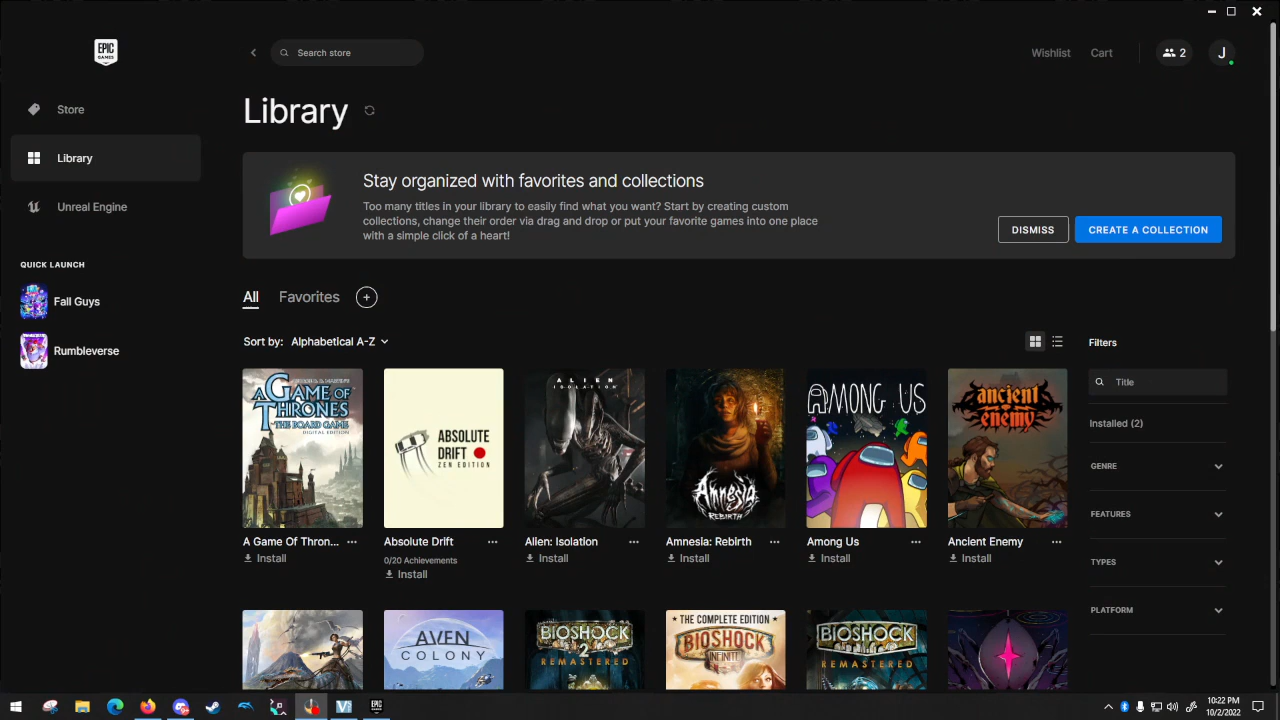 EPIC
GAMES
Search store
Wishlist
Cart
2
J
Store
Library
Unreal Engine
QUICK LAUNCH
Fall Guys
Rumbleverse
Library
Stay organized with favorites and collections
Too many titles in your library to easily find what you want? Start by creating custom
collections, change their order via drag and drop or put your favorite games into one place
with a simple click of a heart!
DISMISS
CREATE A COLLECTION
All
Favorites
Sort by: Alphabetical A-Z
Filters
Title
Installed (2)
GENRE
FEATURES
TYPES
PLATFORM
A GAME OF
THRONES
THE BOARD GAME
DIGITAL EDITION
ABSOLUTE
DRIFT
ZEN EDITION
ALIEN
ISOLATION
Amnesia
REBIRTH
AMONG US
ancient
enemy
A Game Of Thron...
Install
Absolute Drift
0/20 Achievements
Install
Alien: Isolation
Install
Amnesia: Rebirth
Install
Among Us
Install
Ancient Enemy
Install
AVEN
COLONY
BIOSHOCK
2
REMASTERED
THE COMPLETE EDITION
BIOSHOCK
INFINITE
BIOSHOCK
REMASTERED
10:22 PM
10/2/2022